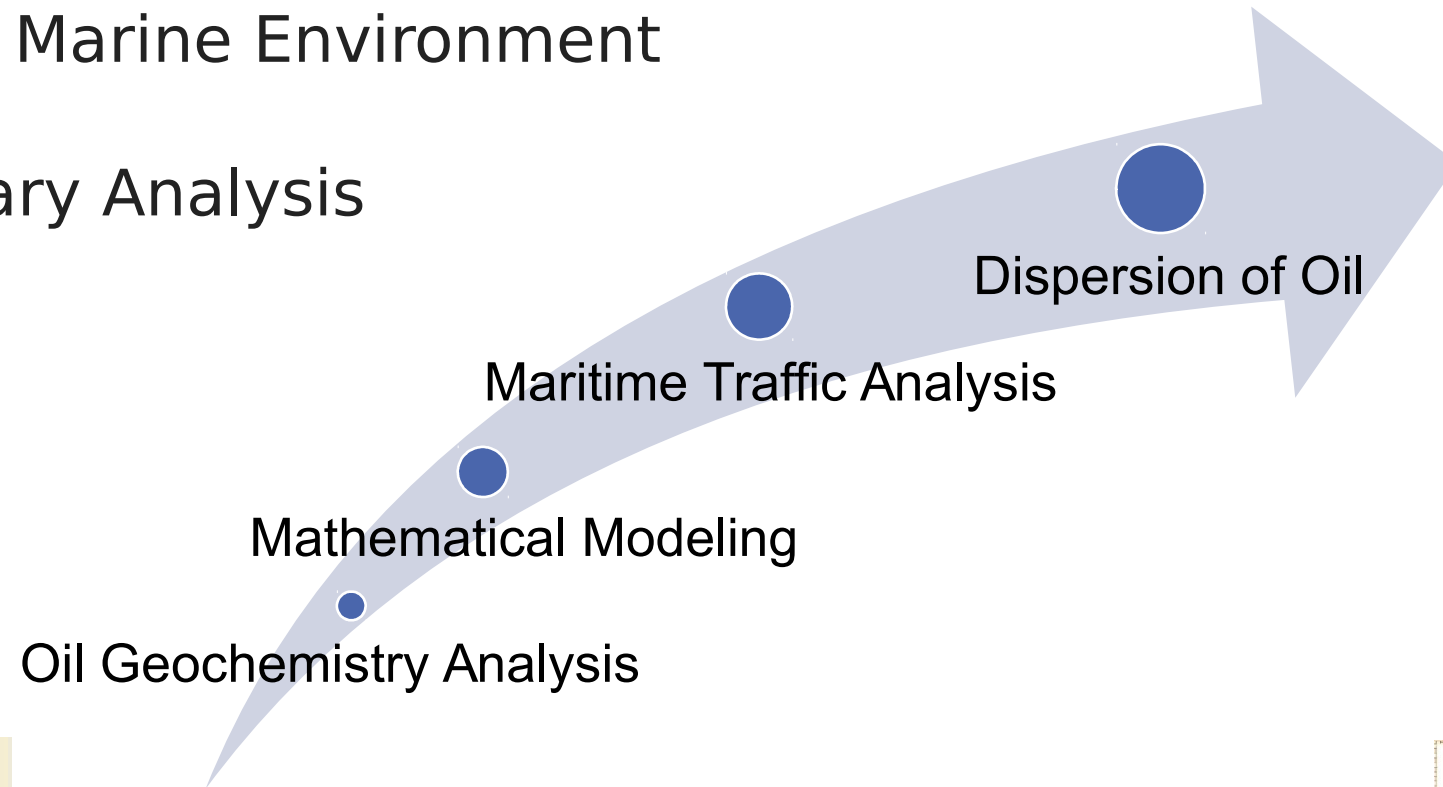 Marine Environment
ary Analysis
Dispersion of Oil
Maritime Traffic Analysis
Mathematical Modeling
Oil Geochemistry Analysis